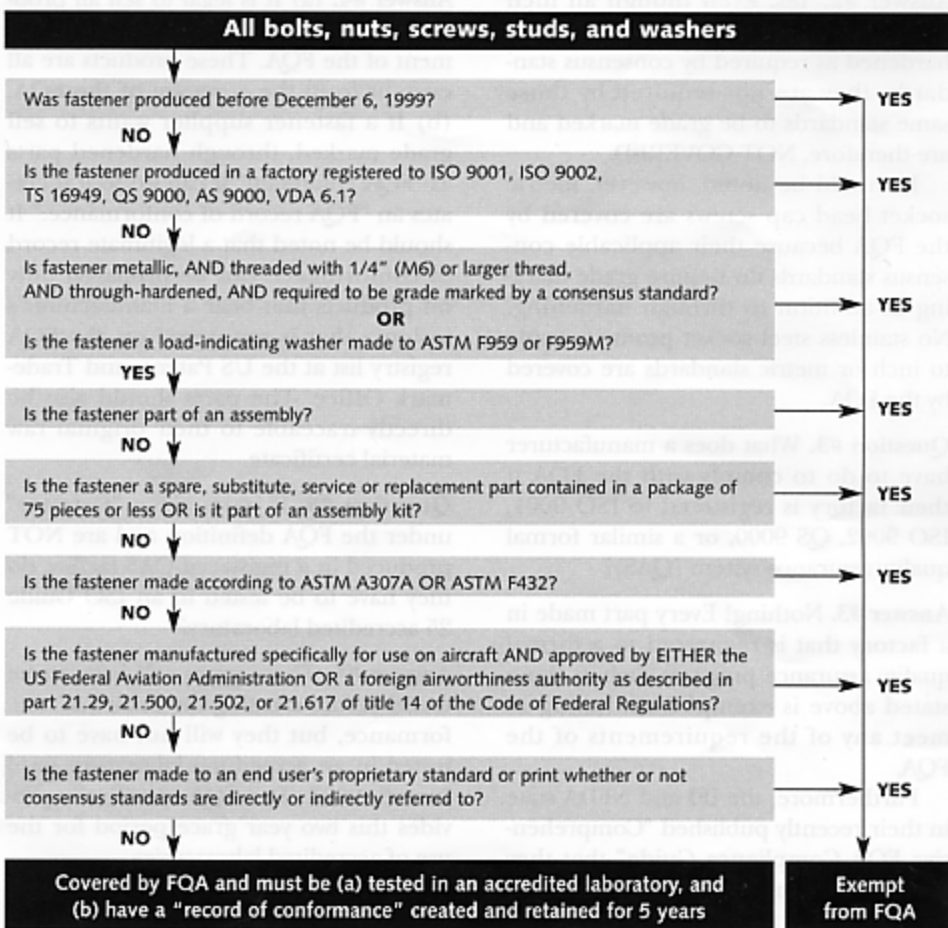 All bolts, nuts, screws, studs, and washers
Was fastener produced before December 6, 1999?
YES
NO
Is the fastener produced in a factory registered to ISO 9001, ISO 9002,
TS 16949, QS 9000, AS 9000, VDA 6.1?
YES
NO
Is fastener metallic, AND threaded with 1/4" (M6) or larger thread,
AND through-hardened, AND required to be grade marked by a consensus standard?
OR
Is the fastener a load-indicating washer made to ASTM F959 or F959M?
YES
YES
Is the fastener part of an assembly?
YES
NO
Is the fastener a spare, substitute, service or replacement part contained in a package of
75 pieces or less OR is it part of an assembly kit?
YES
NO
Is the fastener made according to ASTM A307A OR ASTM F432?
YES
NO
Is the fastener manufactured specifically for use on aircraft AND approved by EITHER the
US Federal Aviation Administration OR a foreign airworthiness authority as described in
part 21.29, 21.500, 21.502, or 21.617 of title 14 of the Code of Federal Regulations?
YES
NO
Is the fastener made to an end user's proprietary standard or print whether or not
consensus standards are directly or indirectly referred to?
YES
NO
Covered by FQA and must be (a) tested in an accredited laboratory, and
(b) have a "record of conformance" created and retained for 5 years
Exempt
from FQA